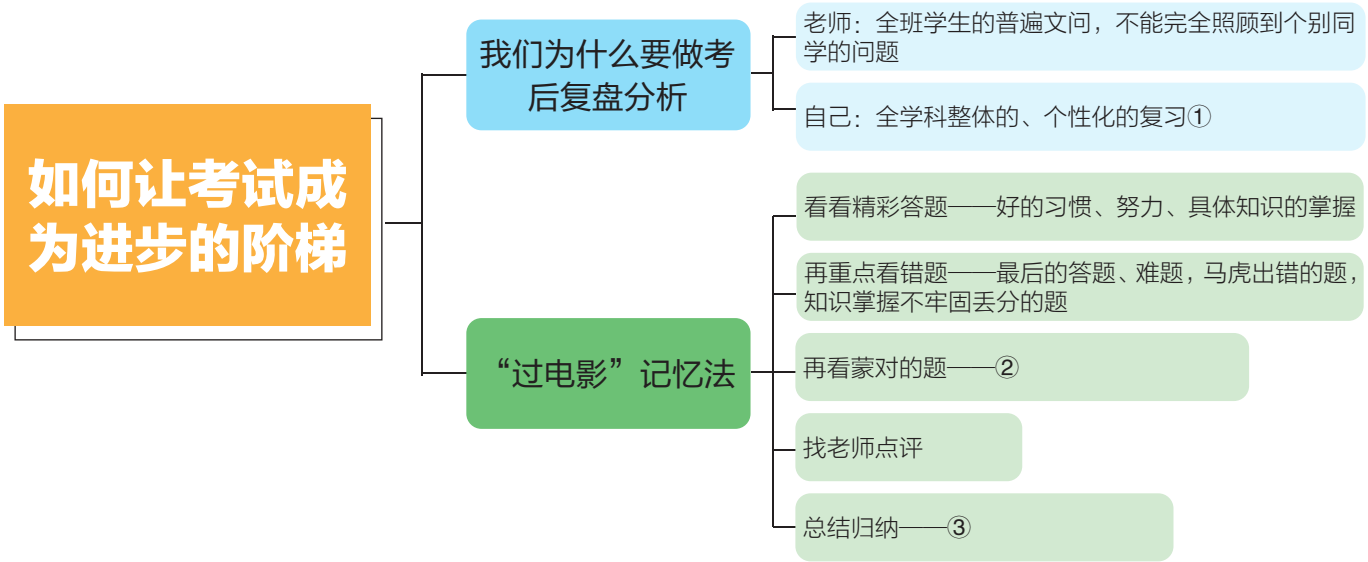 如何让考试成
为进步的阶梯
我们为什么要做考
后复盘分析
老师：全班学生的普遍文问，不能完全照顾到个别同
学的问题
自己：全学科整体的、个性化的复习①
“过电影”记忆法
看看精彩答题——好的习惯、努力、具体知识的掌握
再重点看错题——最后的答题、难题，马虎出错的题，
知识掌握不牢固丢分的题
再看蒙对的题——②
找老师点评
总结归纳——③